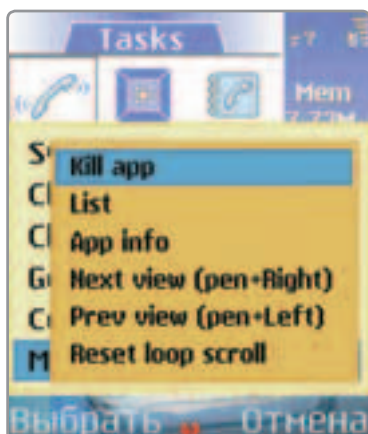 Tasks
Mem
Kill app
List
App info
Next view (pen+Right)
Prev view (pen+Left)
Reset loop scroll
Выбрать Отмена